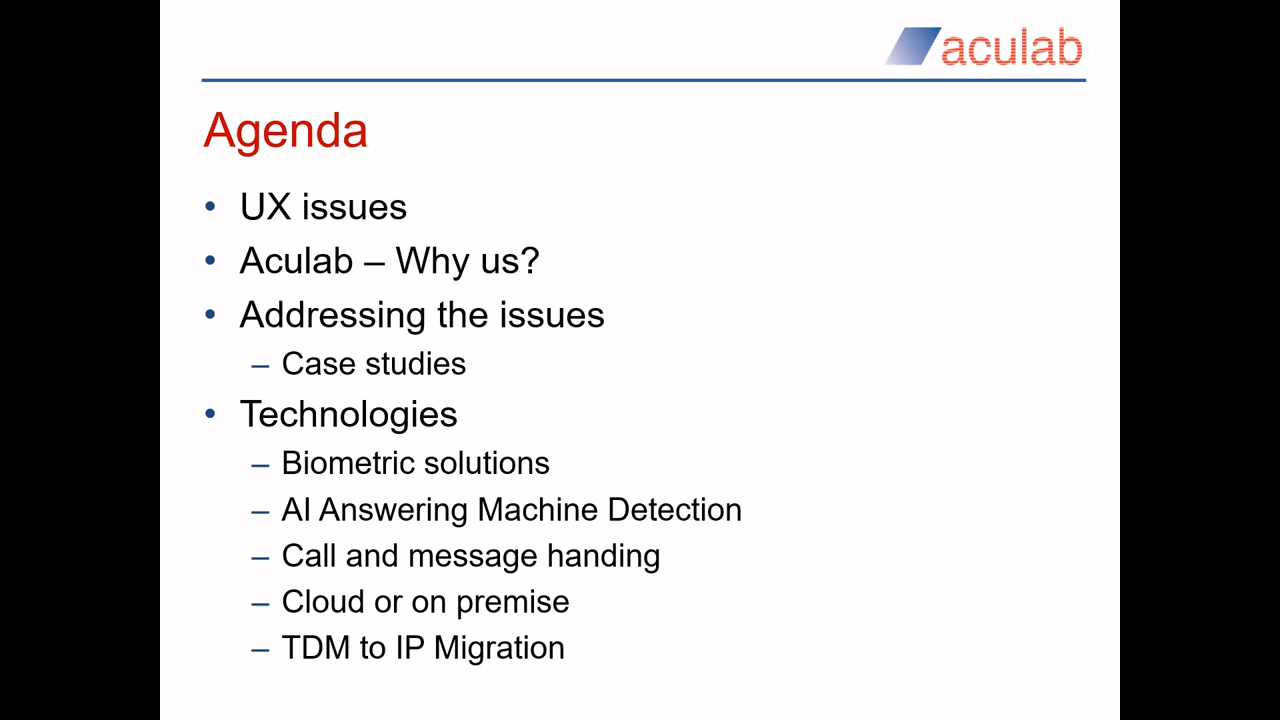 aculab
Agenda
• UX issues
• Aculab – Why us?
• Addressing the issues
– Case studies
• Technologies
– Biometric solutions
– AI Answering Machine Detection
– Call and message handing
– Cloud or on premise
– TDM to IP Migration